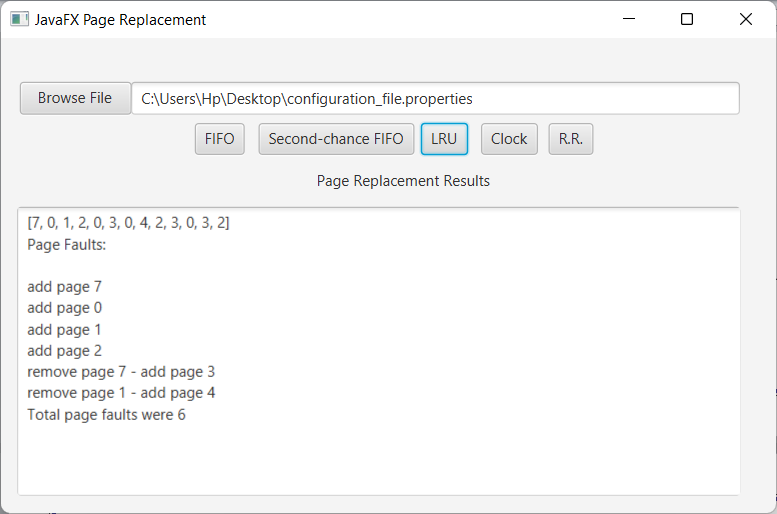 JavaFX Page Replacement
Browse File C:\Users\Hp\Desktop\configuration_file.properties
FIFO Second-chance FIFO LRU Clock R.R.
Page Replacement Results
[7, 0, 1, 2, 0, 3, 0, 4, 2, 3, 0, 3, 2]
Page Faults:
add page 7
add page 0
add page 1
add page 2
remove page 7 - add page 3
remove page 1 - add page 4
Total page faults were 6